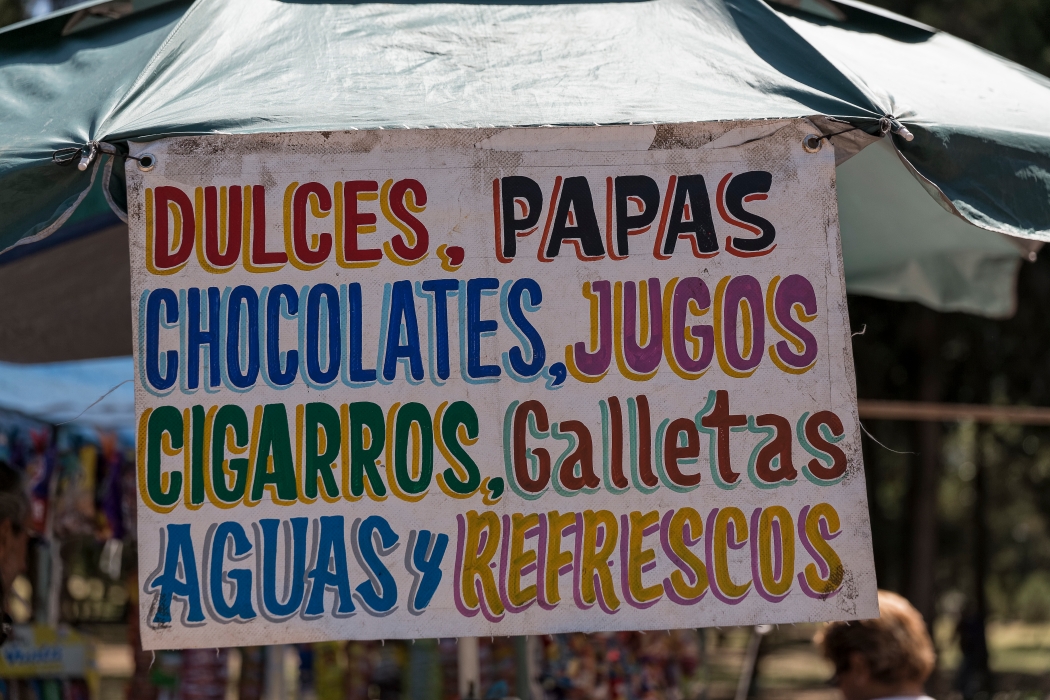 DULCES, PAPAS
CHOCOLATES, JUGOS
CIGARROS, Galletas
AGUAS y REFRESCOS